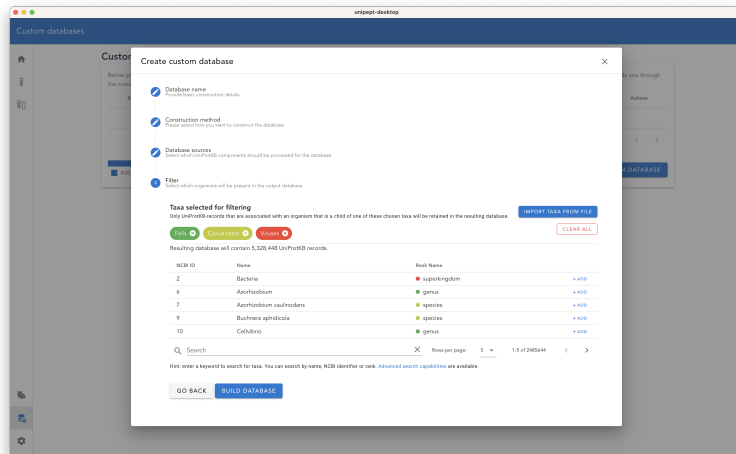 unipept-desktop
Custom databases
Custor
Create custom database
Below yo
de you through
the custo
Actions
Database name
Provide basic construction details
Construction method
Please select how you want to construct the database
Database sources
Select which UniProtKB components should be processed for the database
M DATABASE
Filter
Select which organisms will be present in the output database
Taxa selected for filtering
Only UniProtKB-records that are associated with an organism that is a child of one of these chosen taxa will be retained in the resulting database.
IMPORT TAXA FROM FILE
Felis
Viruses
CLEAR ALL
Resulting database will contain 5,328,448 UniProtKB records.
NCBI ID Name Rank Name
2 Bacteria superkingdom + ADD
6 Azorhizobium genus + ADD
7 Azorhizobium caulinodans species + ADD
9 Buchnera aphidicola species + ADD
10 Cellvibrio genus + ADD
Search Rows per page: 5 1-5 of 2485644
Hint: enter a keyword to search for taxa. You can search by name, NCBI identifier or rank. Advanced search capabilities are available.
GO BACK BUILD DATABASE